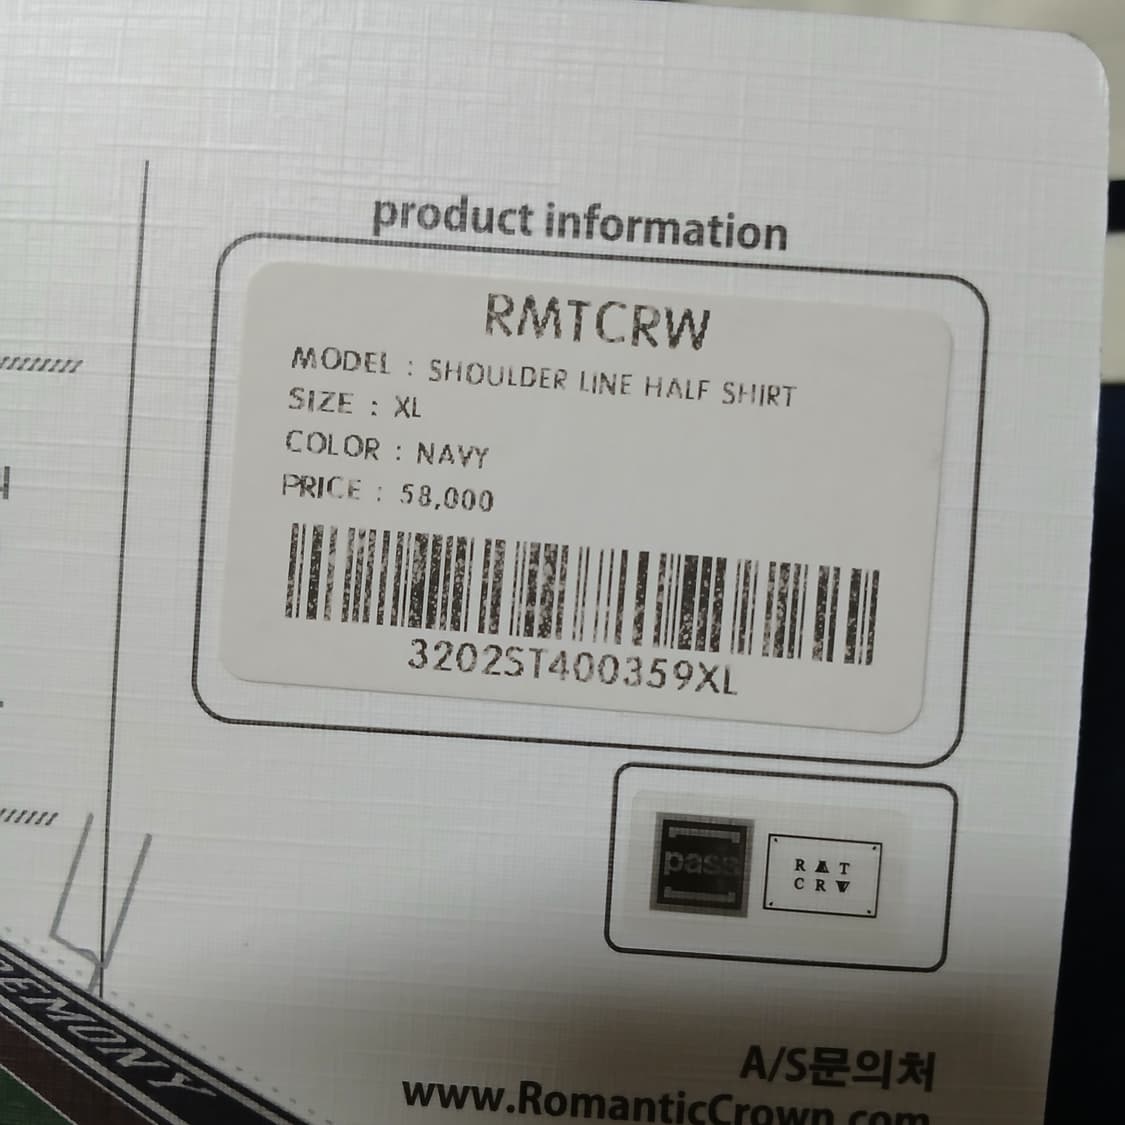 product information
RMTCRW
MODEL : SHOULDER LINE HALF SHIRT
SIZE : XL
COLOR : NAVY
PRICE : 58,000
3202ST400359XL
pass
R T
C R
A/S문의처
www.RomanticCrown.com
EMONY